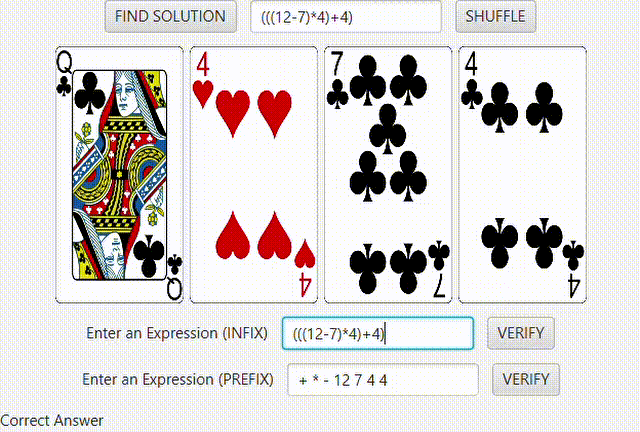 FIND SOLUTION (((12-7)*4)+4) SHUFFLE
Q 4 7 4
Q 4 7 4
Enter an Expression (INFIX) (((12-7)*4)+4) VERIFY
Enter an Expression (PREFIX) + * - 12 7 4 4 VERIFY
Correct Answer